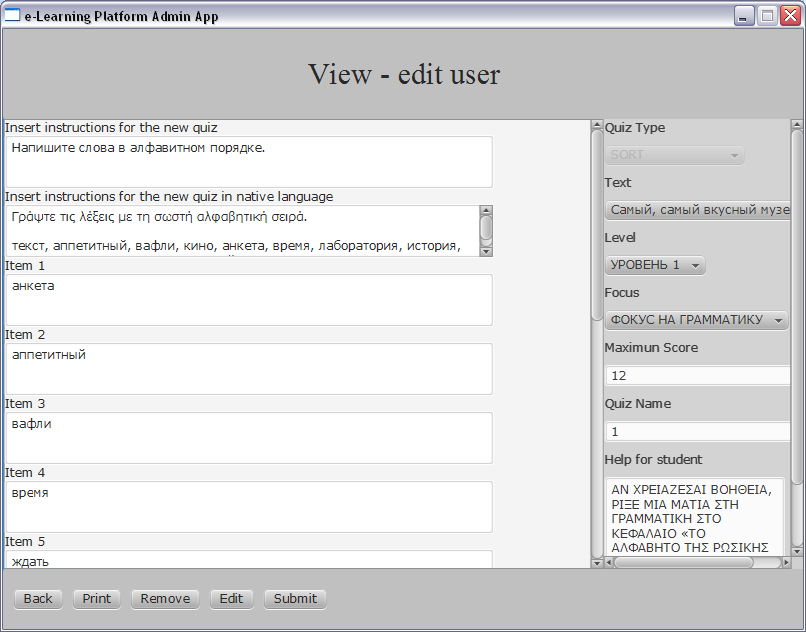 e-Learning Platform Admin App
View - edit user
Insert instructions for the new quiz
Напишите слова в алфавитном порядке.
Insert instructions for the new quiz in native language
Γράψτε τις λέξεις με τη σωστή αλφαβητική σειρά.
текст, аппетитный, вафли, кино, анкета, время, лаборатория, история,
Item 1
анкета
Item 2
аппетитный
Item 3
вафли
Item 4
время
Item 5
ждать
Quiz Type
SORT
Text
Самый, самый вкусный музе
Level
УРОВЕНЬ 1
Focus
ФОКУС НА ГРАММАТИКУ
Maximun Score
12
Quiz Name
1
Help for student
ΑΝ ΧΡΕΙΑΖΕΣΑΙ ΒΟΗΘΕΙΑ,
ΡΙΞΕ ΜΙΑ ΜΑΤΙΑ ΣΤΗ
ΓΡΑΜΜΑΤΙΚΗ ΣΤΟ
ΚΕΦΑΛΑΙΟ «ΤΟ
ΑΛΦΑΒΗΤΟ ΤΗΣ ΡΩΣΙΚΗΣ
Back
Print
Remove
Edit
Submit